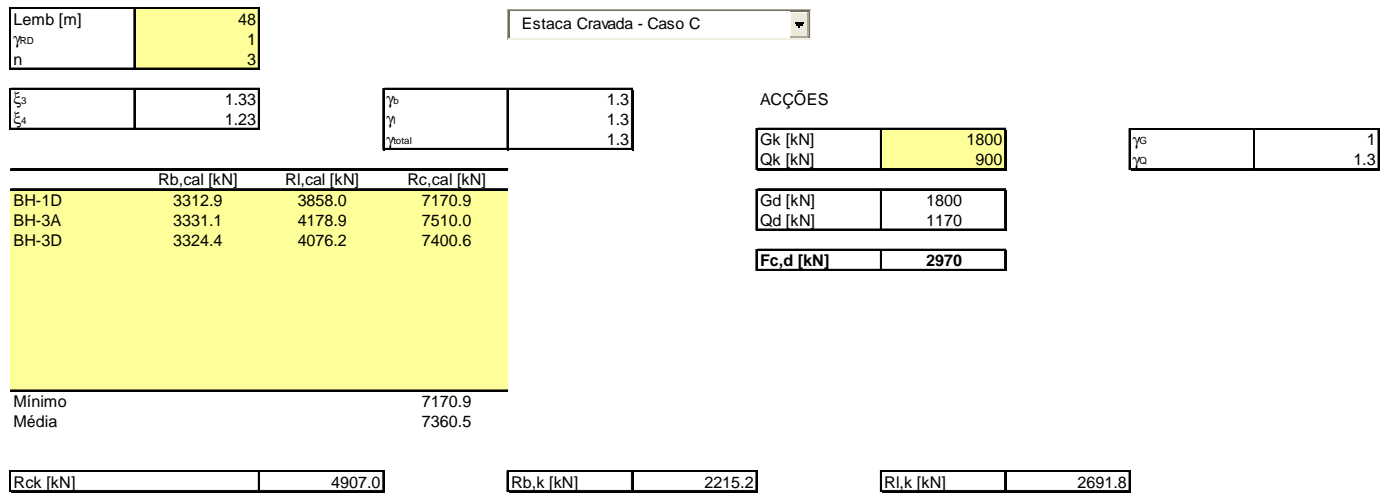 Lemb [m] 48
γRD 1
n 3
Estaca Cravada - Caso C
ξ3 1.33
ξ4 1.23
γb 1.3
γl 1.3
γtotal 1.3
ACÇÕES
Gk [kN] 1800
Qk [kN] 900
γG 1
γQ 1.3
Rb,cal [kN] Rl,cal [kN] Rc,cal [kN]
BH-1D 3312.9 3858.0 7170.9
BH-3A 3331.1 4178.9 7510.0
BH-3D 3324.4 4076.2 7400.6
Gd [kN] 1800
Qd [kN] 1170
Fc,d [kN] 2970
Mínimo 7170.9
Média 7360.5
Rck [kN] 4907.0 Rb,k [kN] 2215.2 Rl,k [kN] 2691.8